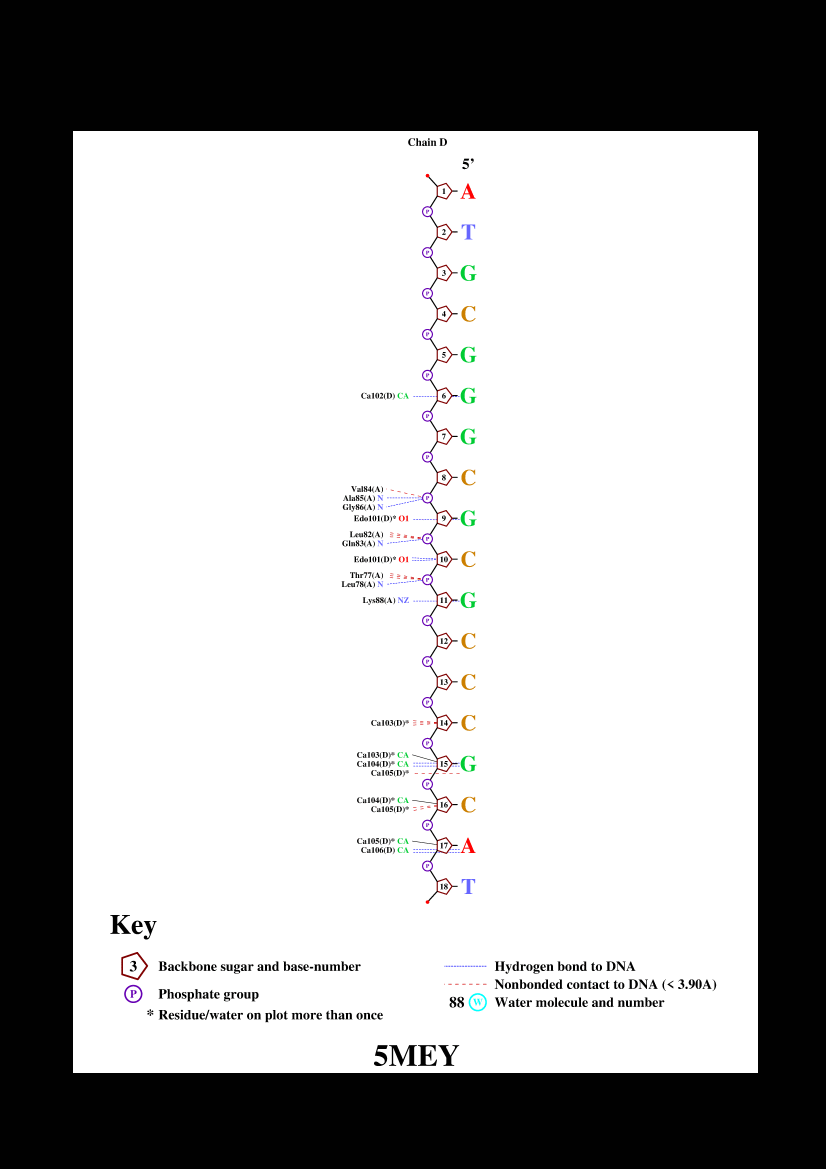 Chain D
5’
1 A
P
2 T
P
3 G
P
4 C
P
5 G
P
Ca102(D) CA 6 G
P
7 G
P
8 C
Val84(A)
Ala85(A) N P
Gly86(A) N
Edo101(D)* O1 9 G
Leu82(A) P
Gln83(A) N
Edo101(D)* O1 10 C
Thr77(A) P
Leu78(A) N
Lys88(A) NZ 11 G
P
12 C
P
13 C
P
Ca103(D)* 14 C
P
Ca103(D)* CA
Ca104(D)* CA 15 G
Ca105(D)*
P
Ca104(D)* CA 16 C
Ca105(D)*
P
Ca105(D)* CA 17 A
Ca106(D) CA
P
18 T
Key
3 Backbone sugar and base-number
P Phosphate group
* Residue/water on plot more than once
Hydrogen bond to DNA
Nonbonded contact to DNA (< 3.90A)
88 W Water molecule and number
5MEY